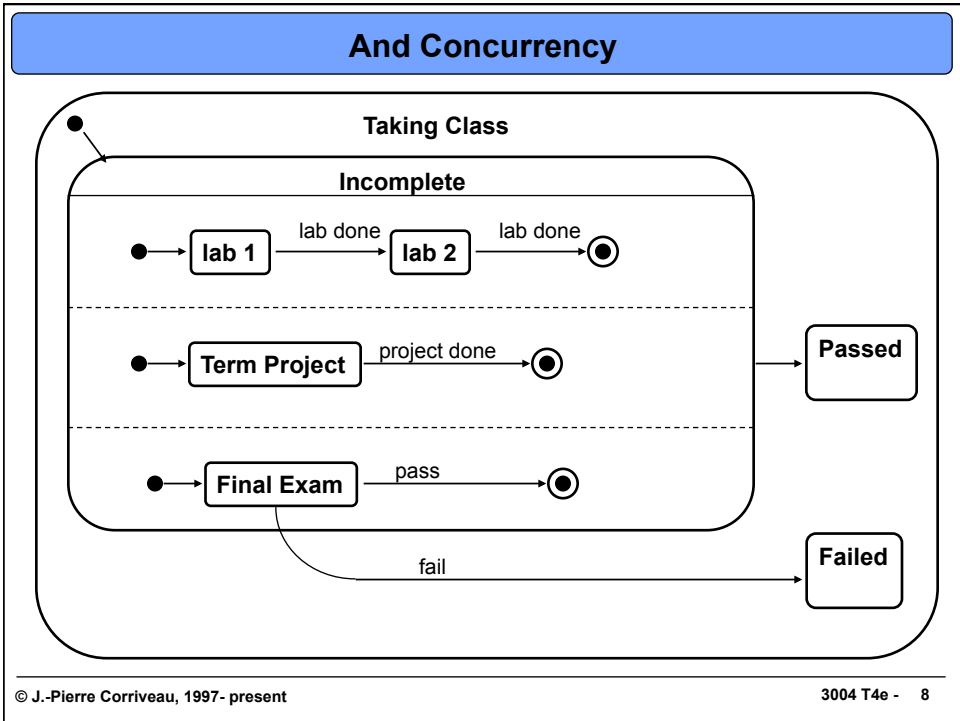 And Concurrency
Taking Class
Incomplete
lab 1
lab done
lab 2
lab done
Term Project
project done
Passed
Final Exam
pass
fail
Failed
© J.-Pierre Corriveau, 1997- present
3004 T4e - 8